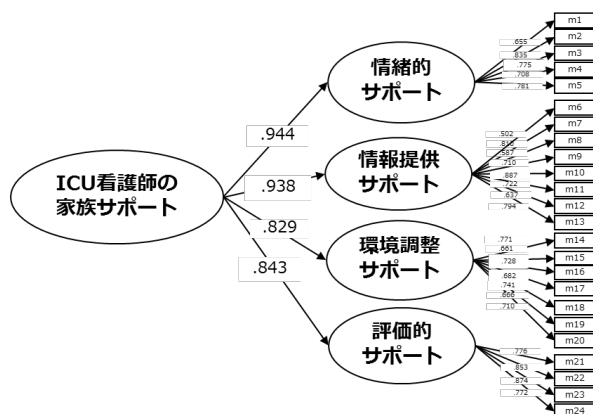 ICU看護師の
家族サポート
.944
.938
.829
.843
情緒的
サポート
情報提供
サポート
環境調整
サポート
評価的
サポート
.655
.835
.775
.708
.781
.502
.587
.710
.887
.722
.637
.794
.771
.661
.728
.682
.741
.666
.710
.776
.853
.874
.772
m1
m2
m3
m4
m5
m6
m7
m8
m9
m10
m11
m12
m13
m14
m15
m16
m17
m18
m19
m20
m21
m22
m23
m24